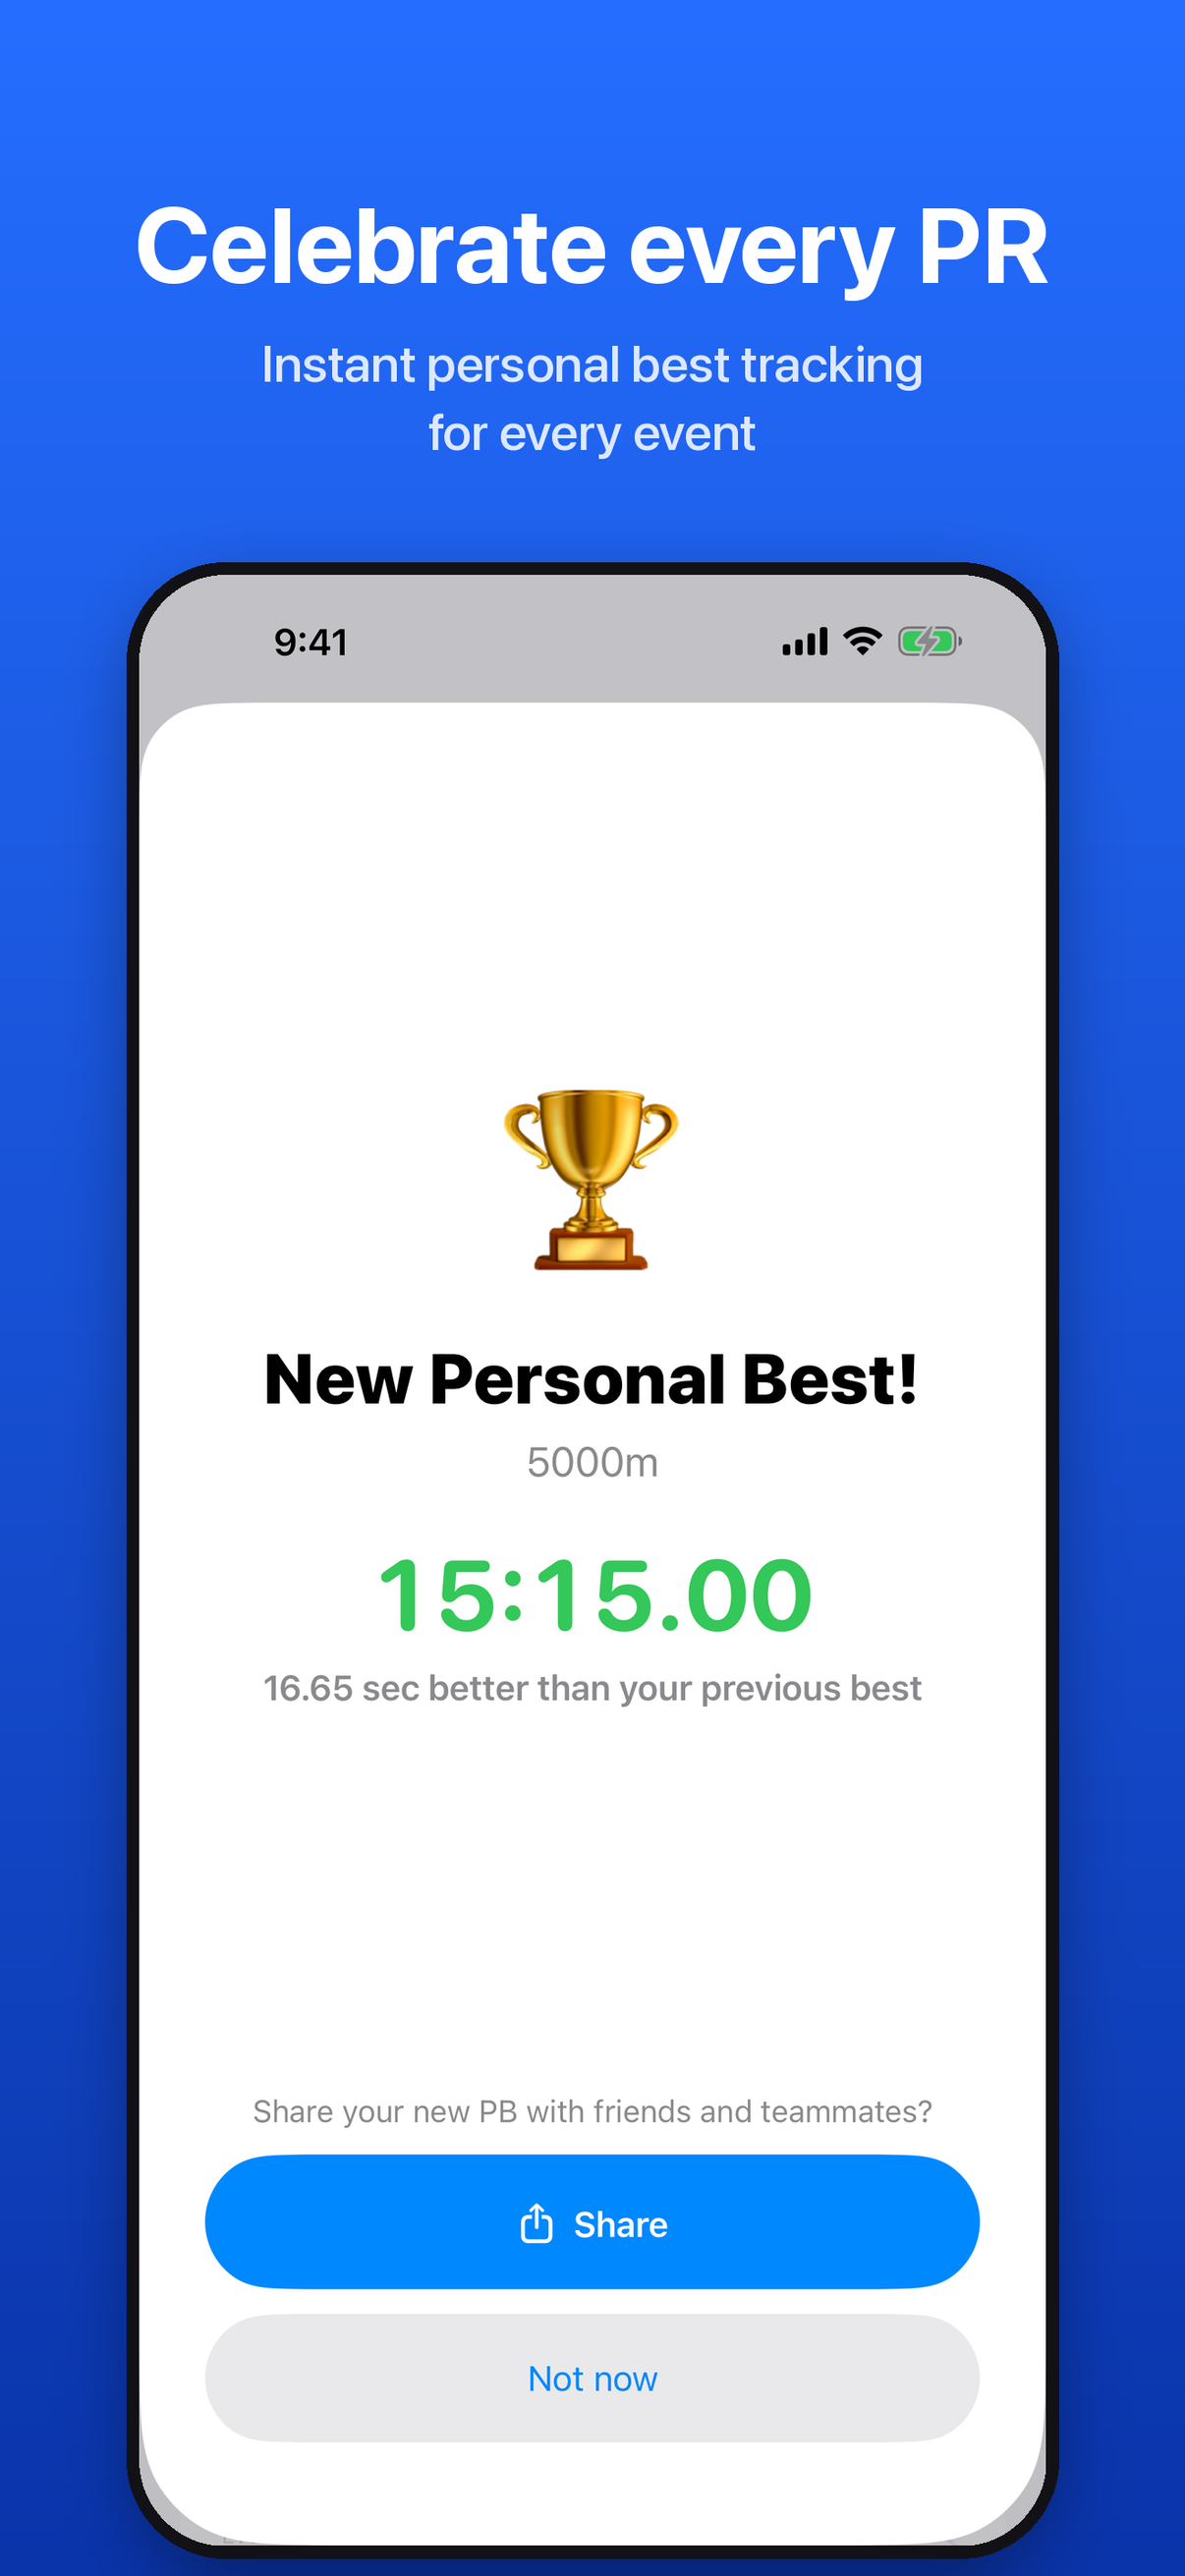 Celebrate every PR
Instant personal best tracking
for every event
9:41
New Personal Best!
5000m
15:15.00
16.65 sec better than your previous best
Share your new PB with friends and teammates?
Share
Not now